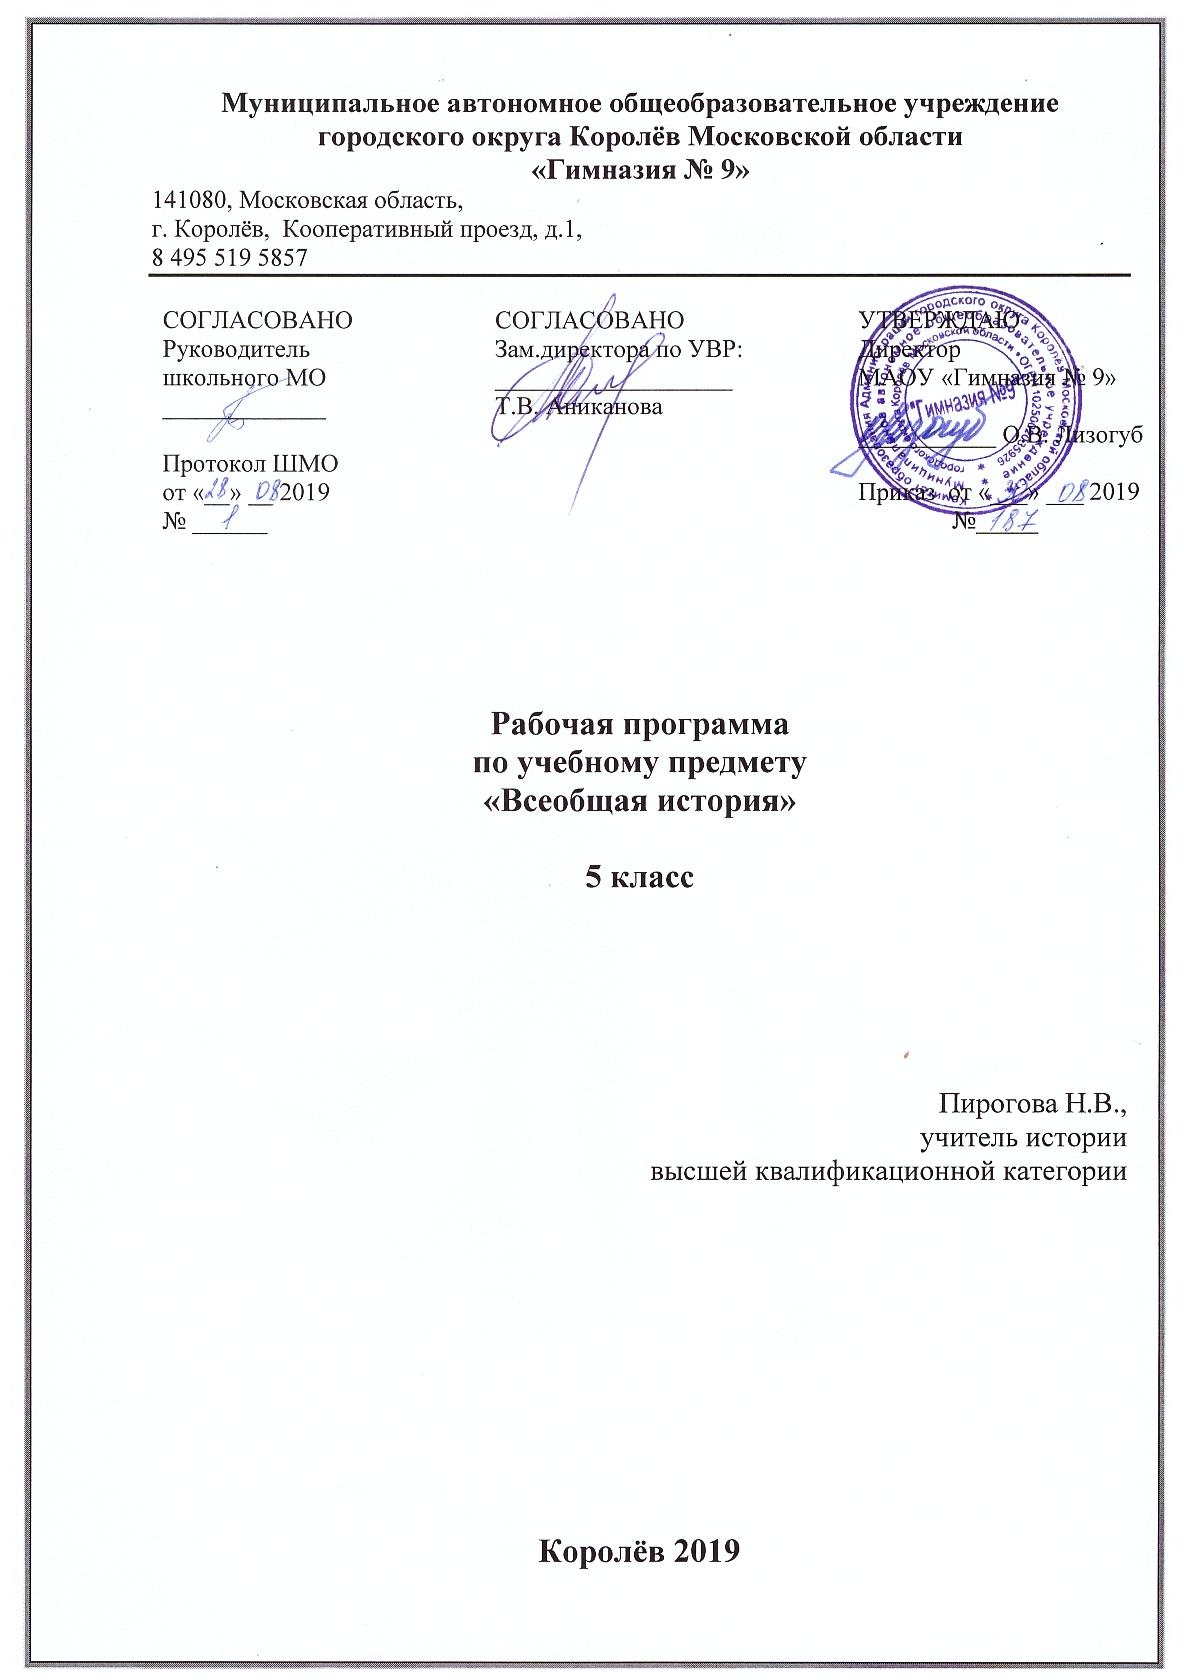 Муниципальное автономное общеобразовательное учреждение
городского округа Королёв Московской области
«Гимназия № 9»
141080, Московская область,
г. Королёв,  Кооперативный проезд, д.1,
8 495 519 5857
СОГЛАСОВАНО
Руководитель
школьного МО
Протокол ШМО
от «28» 08 2019
№ 1
СОГЛАСОВАНО
Зам.директора по УВР:
Т.В. Аниканова
УТВЕРЖДАЮ
Директор
МАОУ «Гимназия № 9»
О.В. Лизогуб
Приказ от « » 08 2019
№ 187
"Гимназия №9"
Рабочая программа
по учебному предмету
«Всеобщая история»
5 класс
Пирогова Н.В.,
учитель истории
высшей квалификационной категории
Королёв 2019